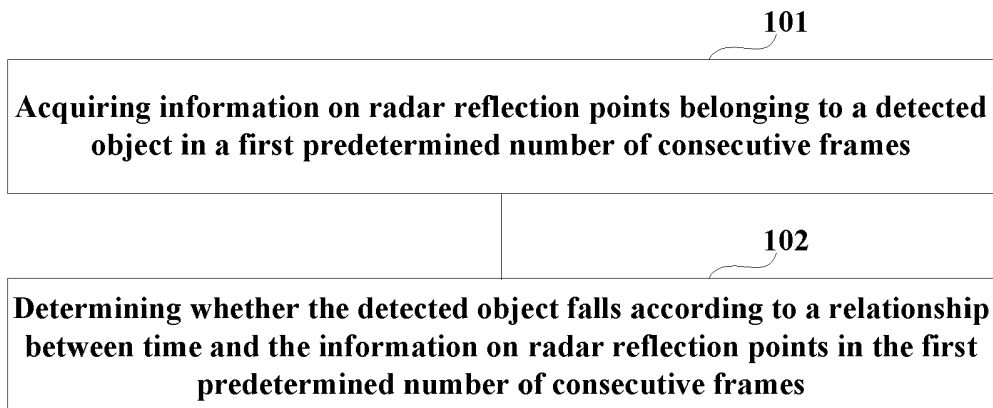 101
Acquiring information on radar reflection points belonging to a detected
object in a first predetermined number of consecutive frames
102
Determining whether the detected object falls according to a relationship
between time and the information on radar reflection points in the first
predetermined number of consecutive frames